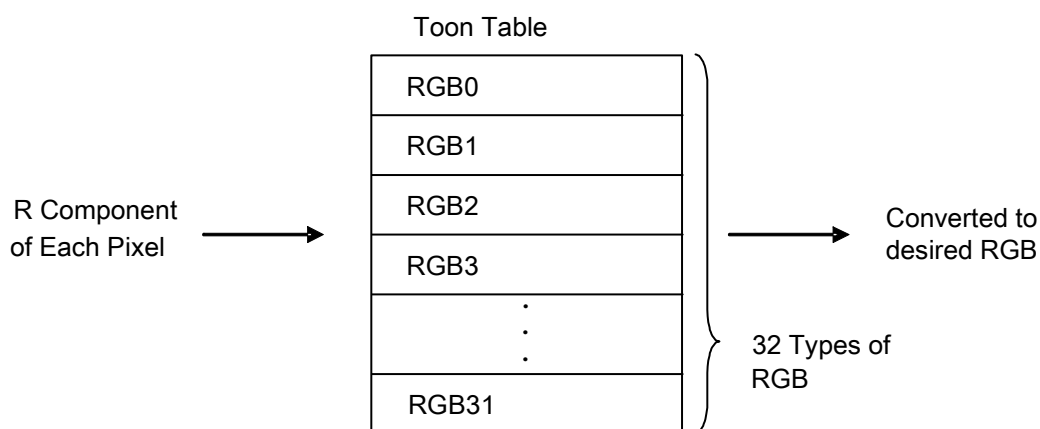 Toon Table
RGB0
RGB1
RGB2
RGB3
.
.
.
RGB31
R Component
of Each Pixel
Converted to
desired RGB
32 Types of
RGB